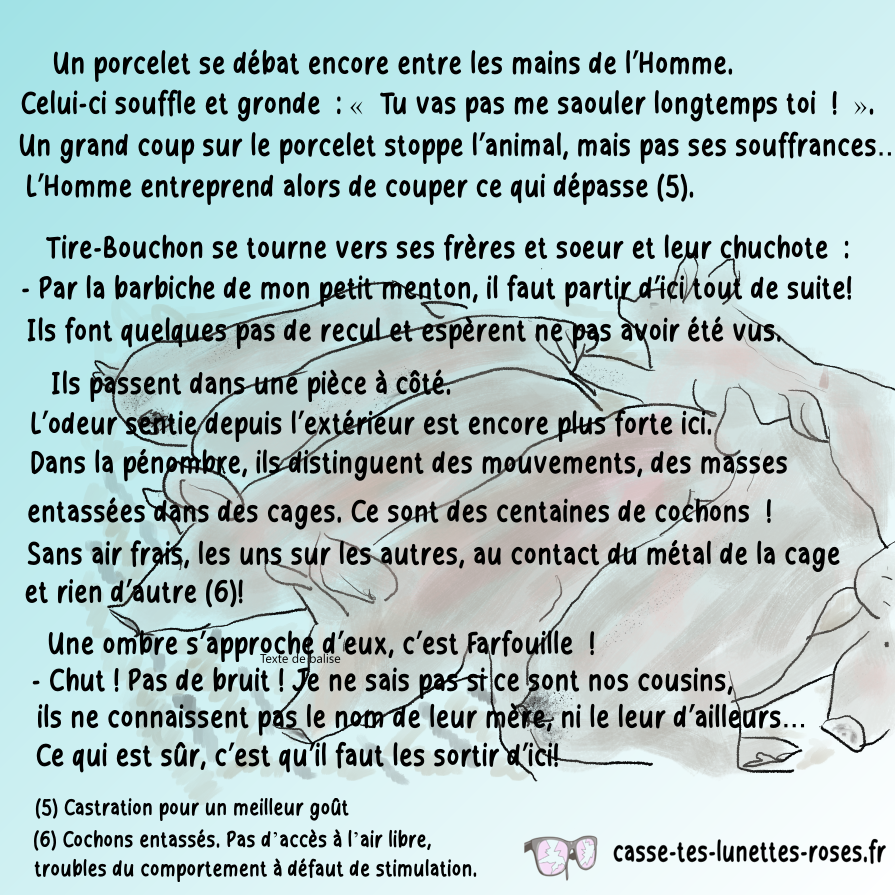 Un porcelet se débat encore entre les mains de l'Homme.
Celui-ci souffle et gronde : « Tu vas pas me saouler longtemps toi ! ».
Un grand coup sur le porcelet stoppe l'animal, mais pas ses souffrances...
L'Homme entreprend alors de couper ce qui dépasse (5).
Tire-Bouchon se tourne vers ses frères et soeur et leur chuchote :
- Par la barbiche de mon petit menton, il faut partir d'ici tout de suite!
Ils font quelques pas de recul et espèrent ne pas avoir été vus.
Ils passent dans une pièce à côté.
L'odeur sentie depuis l'extérieur est encore plus forte ici.
Dans la pénombre, ils distinguent des mouvements, des masses
entassées dans des cages. Ce sont des centaines de cochons !
Sans air frais, les uns sur les autres, au contact du métal de la cage
et rien d'autre (6)!
Une ombre s'approche d'eux, c'est Farfouille !
Texte de balise
- Chut ! Pas de bruit ! Je ne sais pas si ce sont nos cousins,
ils ne connaissent pas le nom de leur mère, ni le leur d'ailleurs...
Ce qui est sûr, c'est qu'il faut les sortir d'ici!
(5) Castration pour un meilleur goût
(6) Cochons entassés. Pas d'accès à l'air libre,
troubles du comportement à défaut de stimulation.
casse-tes-lunettes-roses.fr